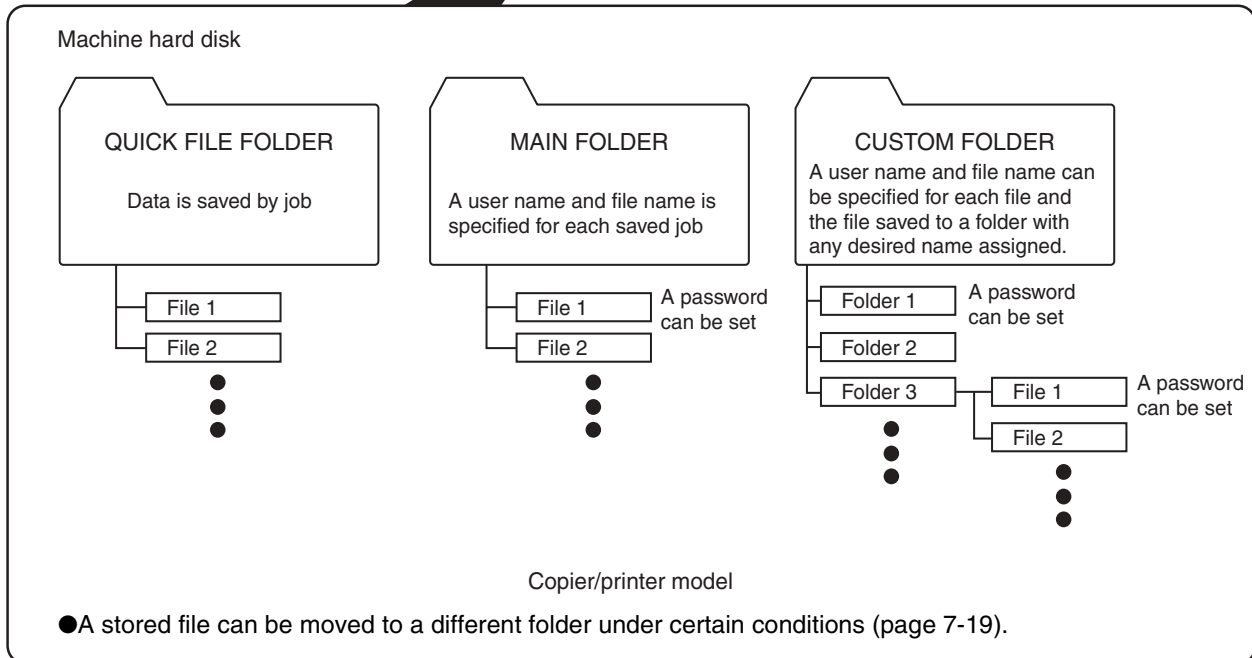 Machine hard disk
QUICK FILE FOLDER
Data is saved by job
File 1
File 2
MAIN FOLDER
A user name and file name is
specified for each saved job
File 1
A password
can be set
File 2
CUSTOM FOLDER
A user name and file name can
be specified for each file and
the file saved to a folder with
any desired name assigned.
Folder 1
A password
can be set
Folder 2
Folder 3
File 1
A password
can be set
File 2
Copier/printer model
●A stored file can be moved to a different folder under certain conditions (page 7-19).